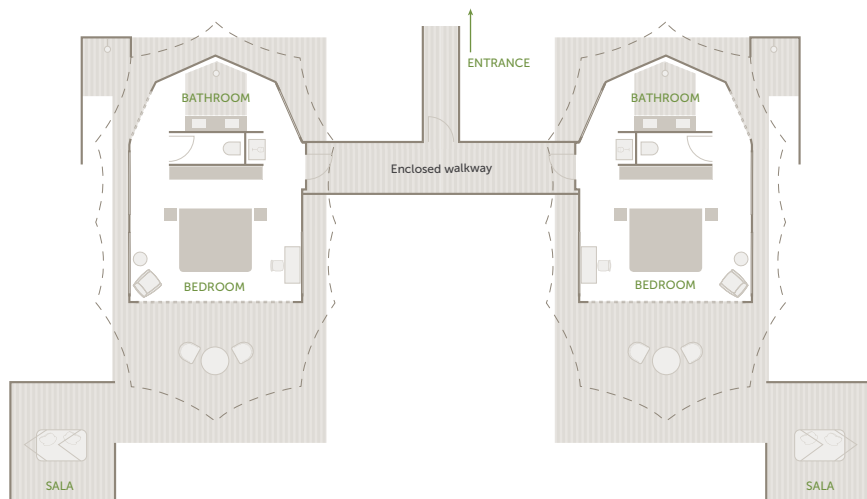 ENTRANCE
BATHROOM
BATHROOM
Enclosed walkway
BEDROOM
BEDROOM
SALA
SALA